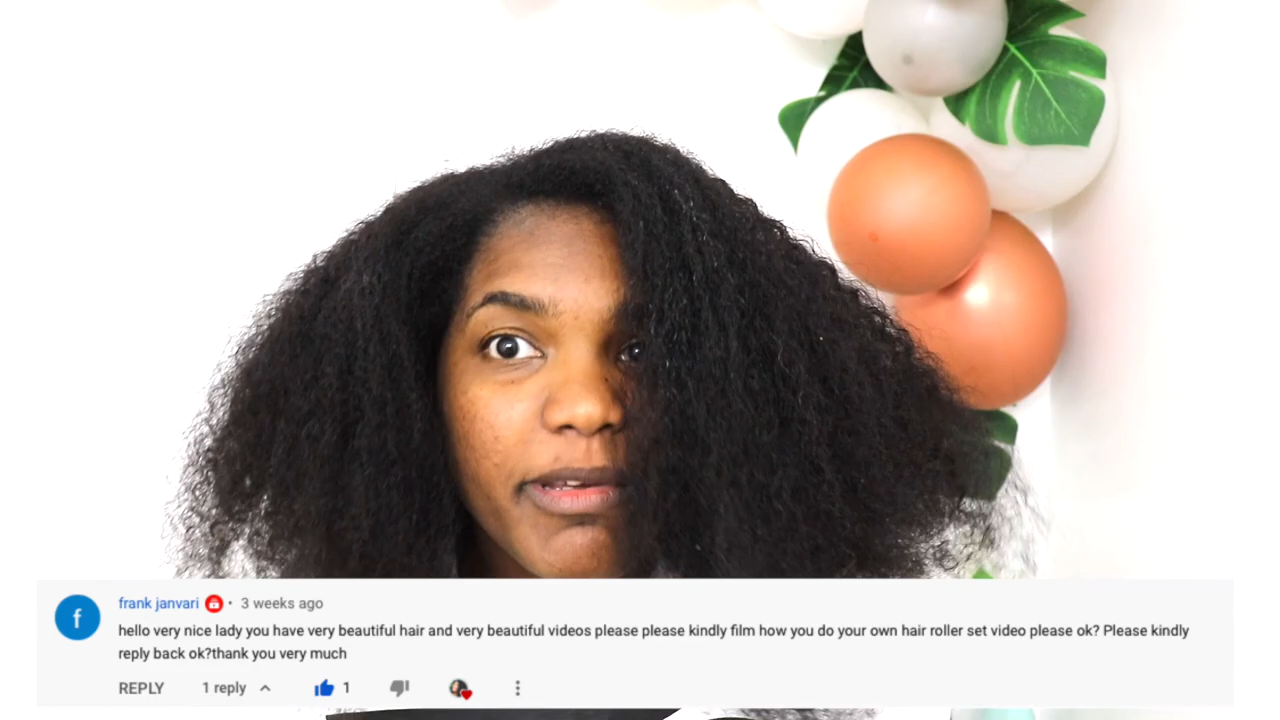 f
frank janvari • 3 weeks ago
hello very nice lady you have very beautiful hair and very beautiful videos please please kindly film how you do your own hair roller set video please ok? Please kindly
reply back ok?thank you very much
REPLY 1 reply 1